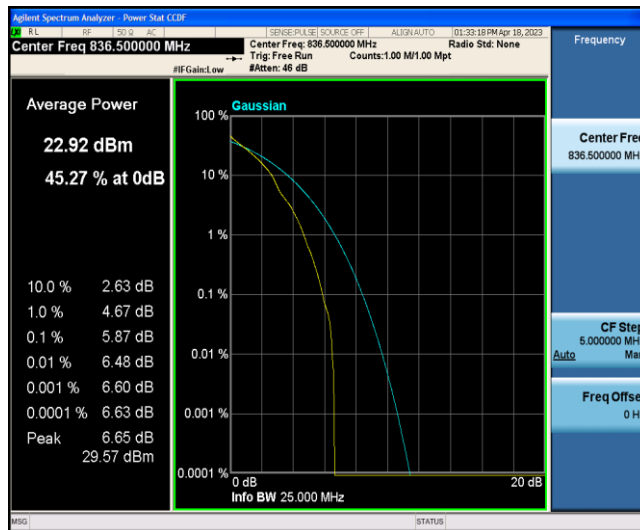 Agilent Spectrum Analyzer - Power Stat CCDF
RL RF 50 Ω AC SENSE:PULSE SOURCE OFF ALIGN AUTO 01:33:18 PM Apr 18, 2023
Center Freq 836.500000 MHz
Center Freq: 836.500000 MHz Radio Std: None
Trig: Free Run Counts:1.00 M/1.00 Mpt
#IFGain:Low #Atten: 46 dB
Frequency
Average Power
22.92 dBm
45.27 % at 0dB
10.0 % 2.63 dB
1.0 % 4.67 dB
0.1 % 5.87 dB
0.01 % 6.48 dB
0.001 % 6.60 dB
0.0001 % 6.63 dB
Peak 6.65 dB
29.57 dBm
Gaussian
100 %
10 %
1 %
0.1 %
0.01 %
0.001 %
0.0001 %
0 dB 20 dB
Info BW 25.000 MHz
Center Freq
836.500000 MH
CF Step
5.000000 MH
Auto Ma
Freq Offse
0 H
MSG STATUS